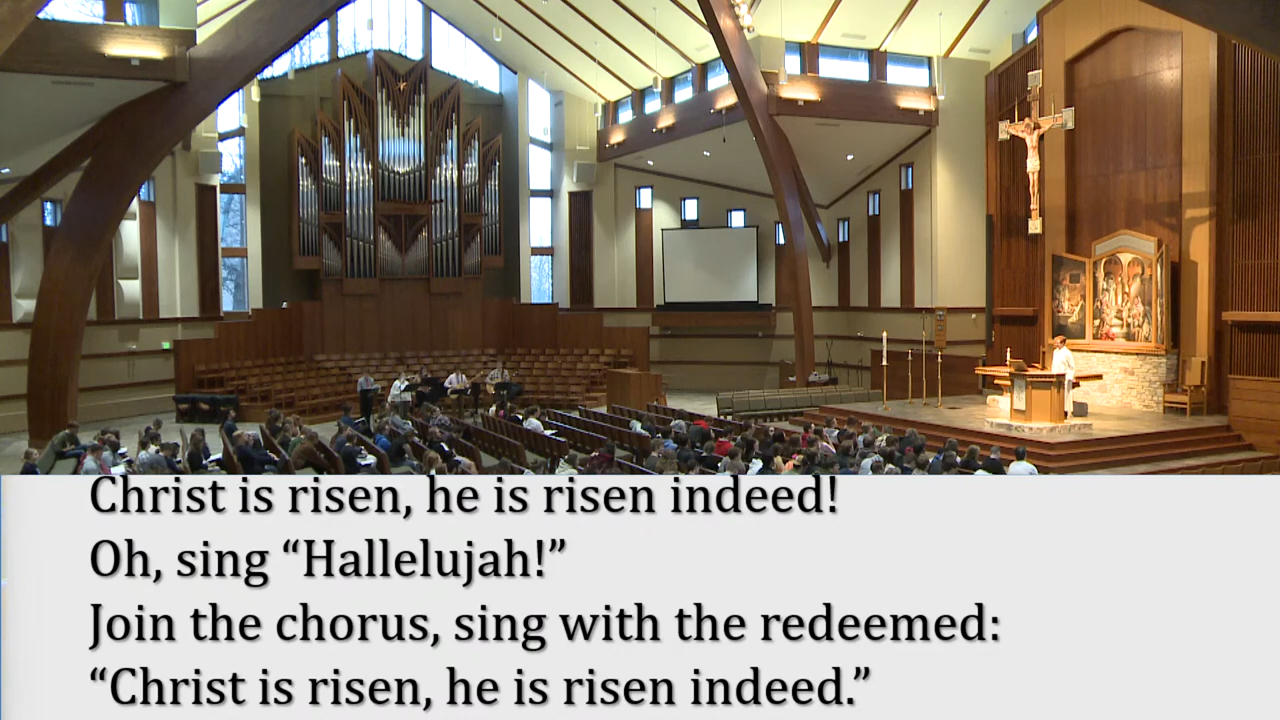 Christ is risen, he is risen indeed!
Oh, sing “Hallelujah!”
Join the chorus, sing with the redeemed:
“Christ is risen, he is risen indeed.”